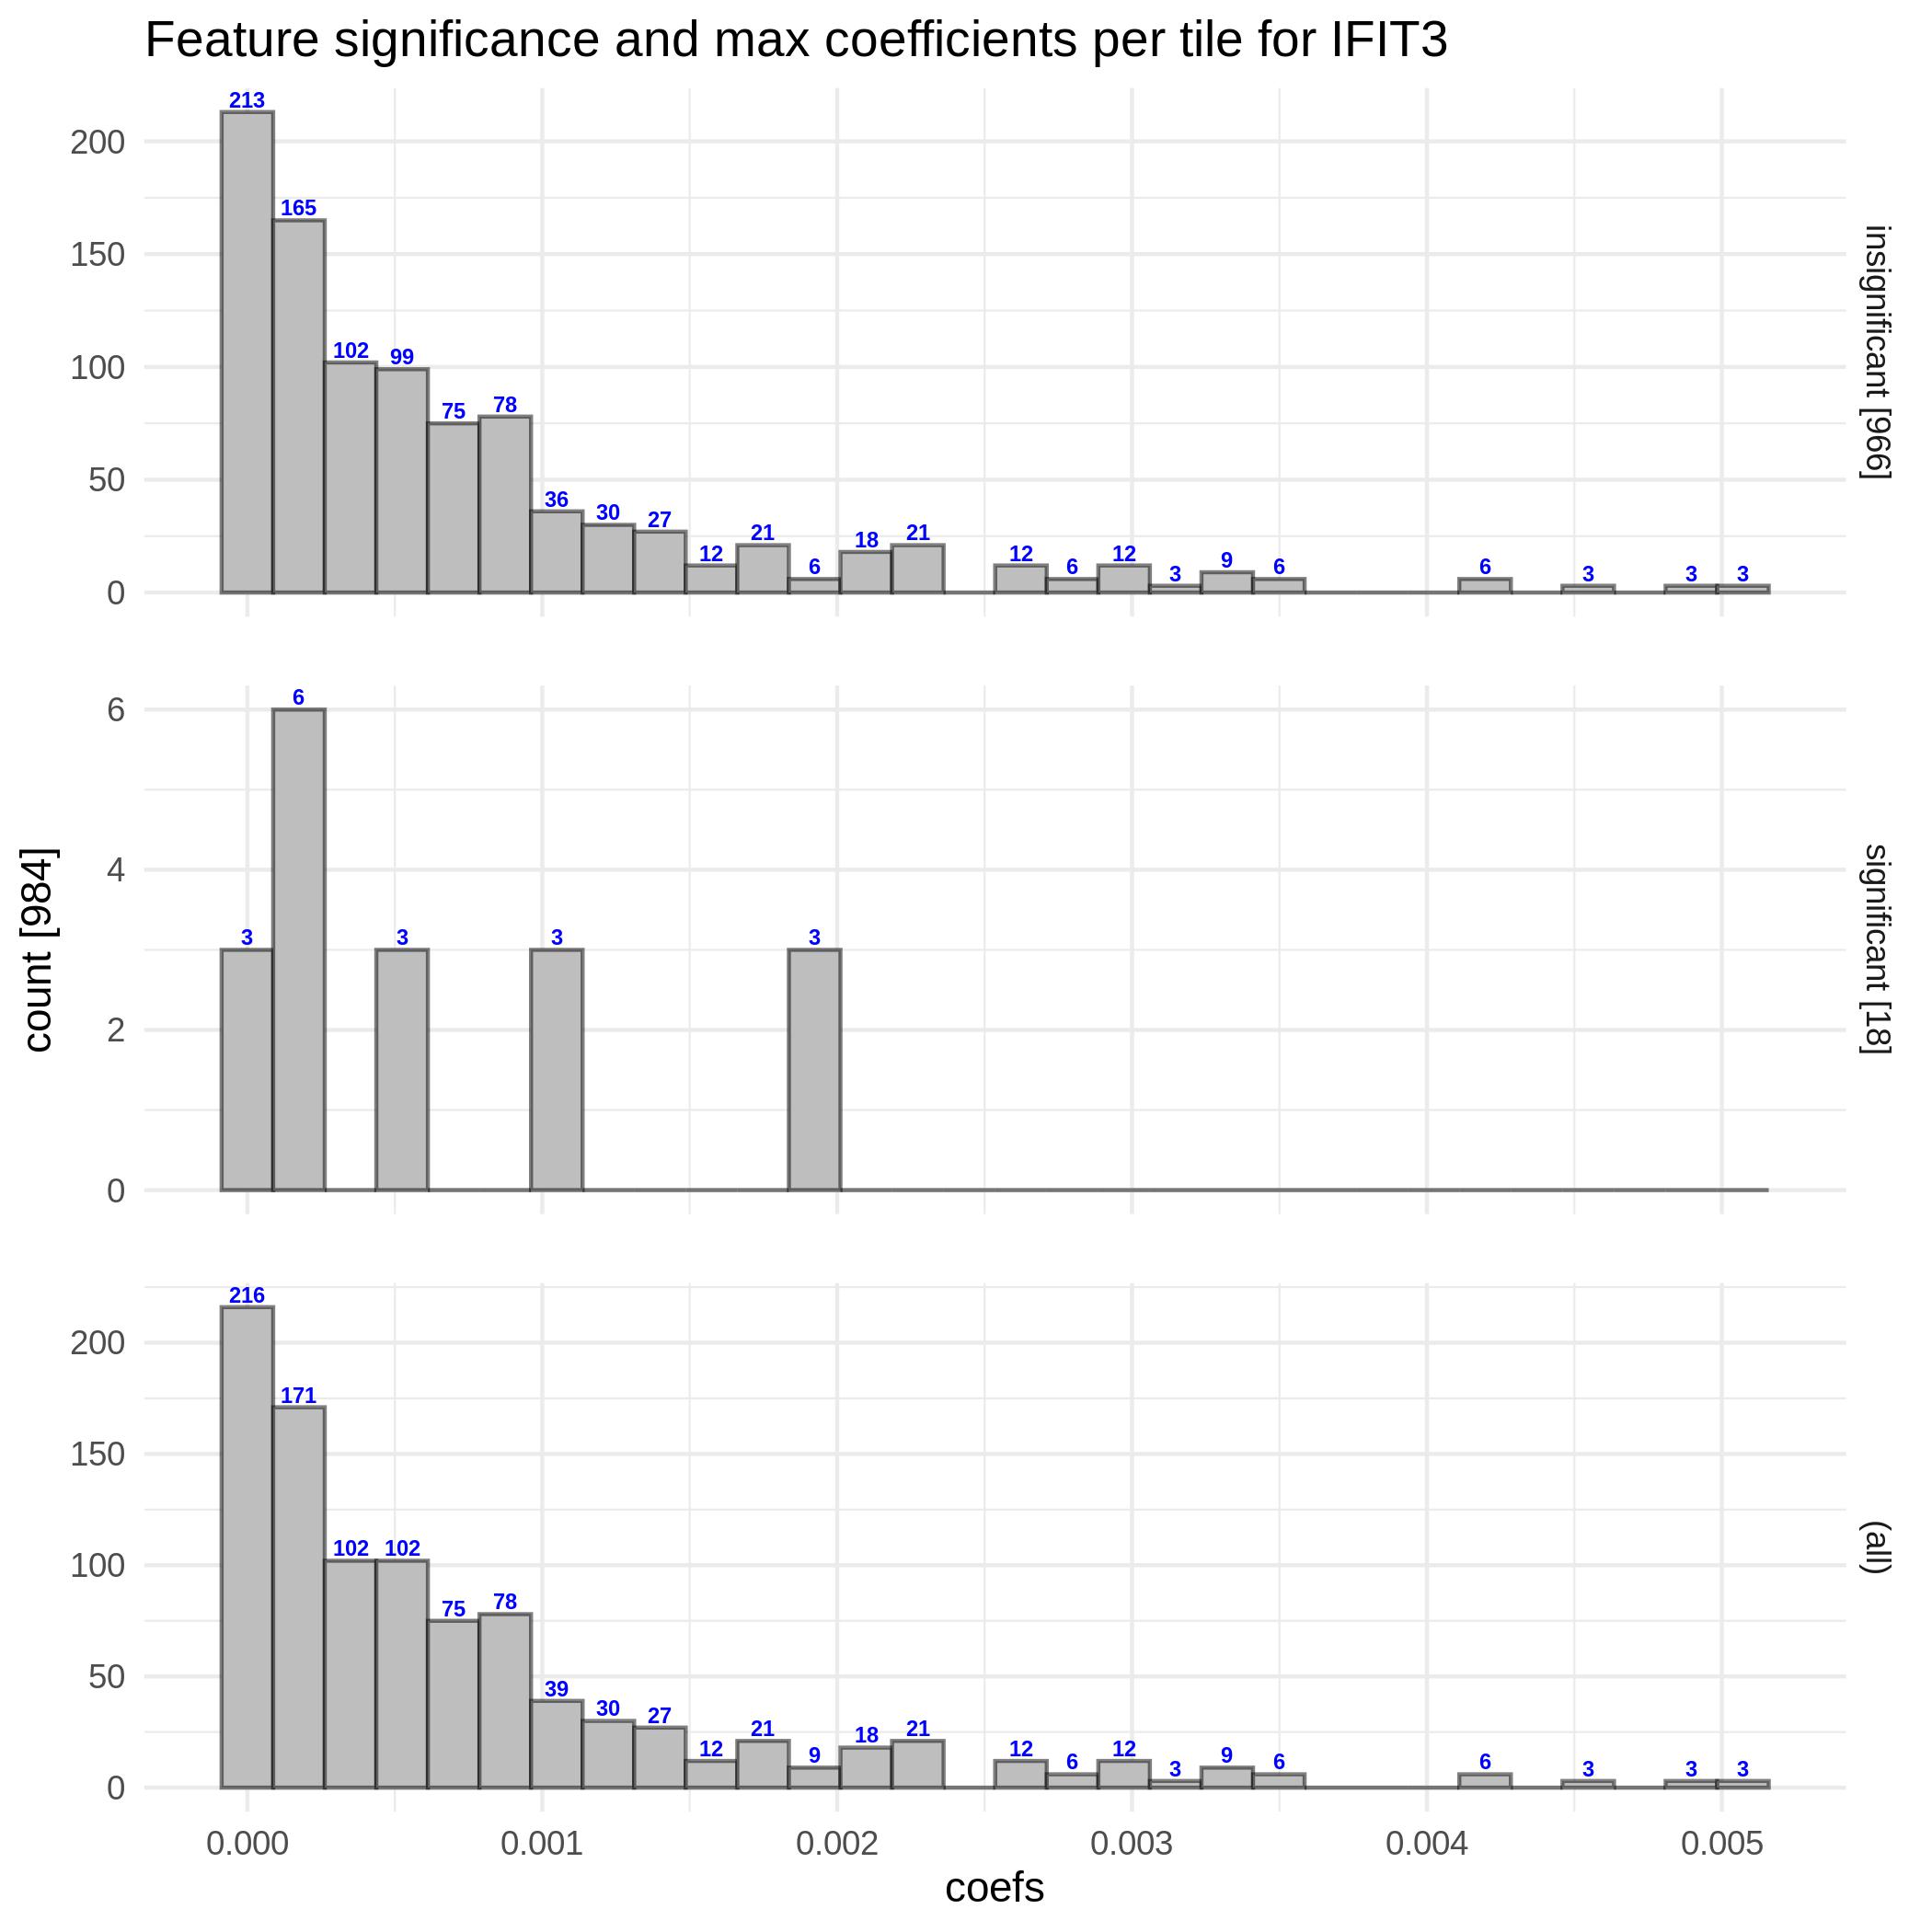 Feature significance and max coefficients per tile for IFIT3
213
200
165
150
102 99
100
75 78
50
36 30 27 12 21 6 18 21 12 6 12 3 9 6 6 3 3 3
0
insignificant [966]
6
6
4
3 3 3 3
2
0
significant [18]
count [984]
216
200
171
150
102 102
100
75 78
50
39 30 27 12 21 9 18 21 12 6 12 3 9 6 6 3 3 3
0
(all)
0.000 0.001 0.002 0.003 0.004 0.005
coefs